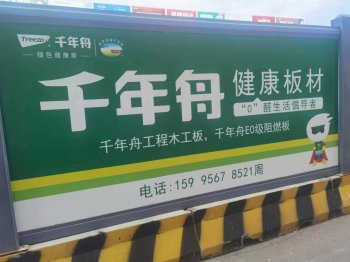 Treezo 千年舟
绿色健康家
千年舟 健康板材
“0”醛生活倡导者
千年舟工程木工板，千年舟E0级阻燃板
电话：159 9567 8521周